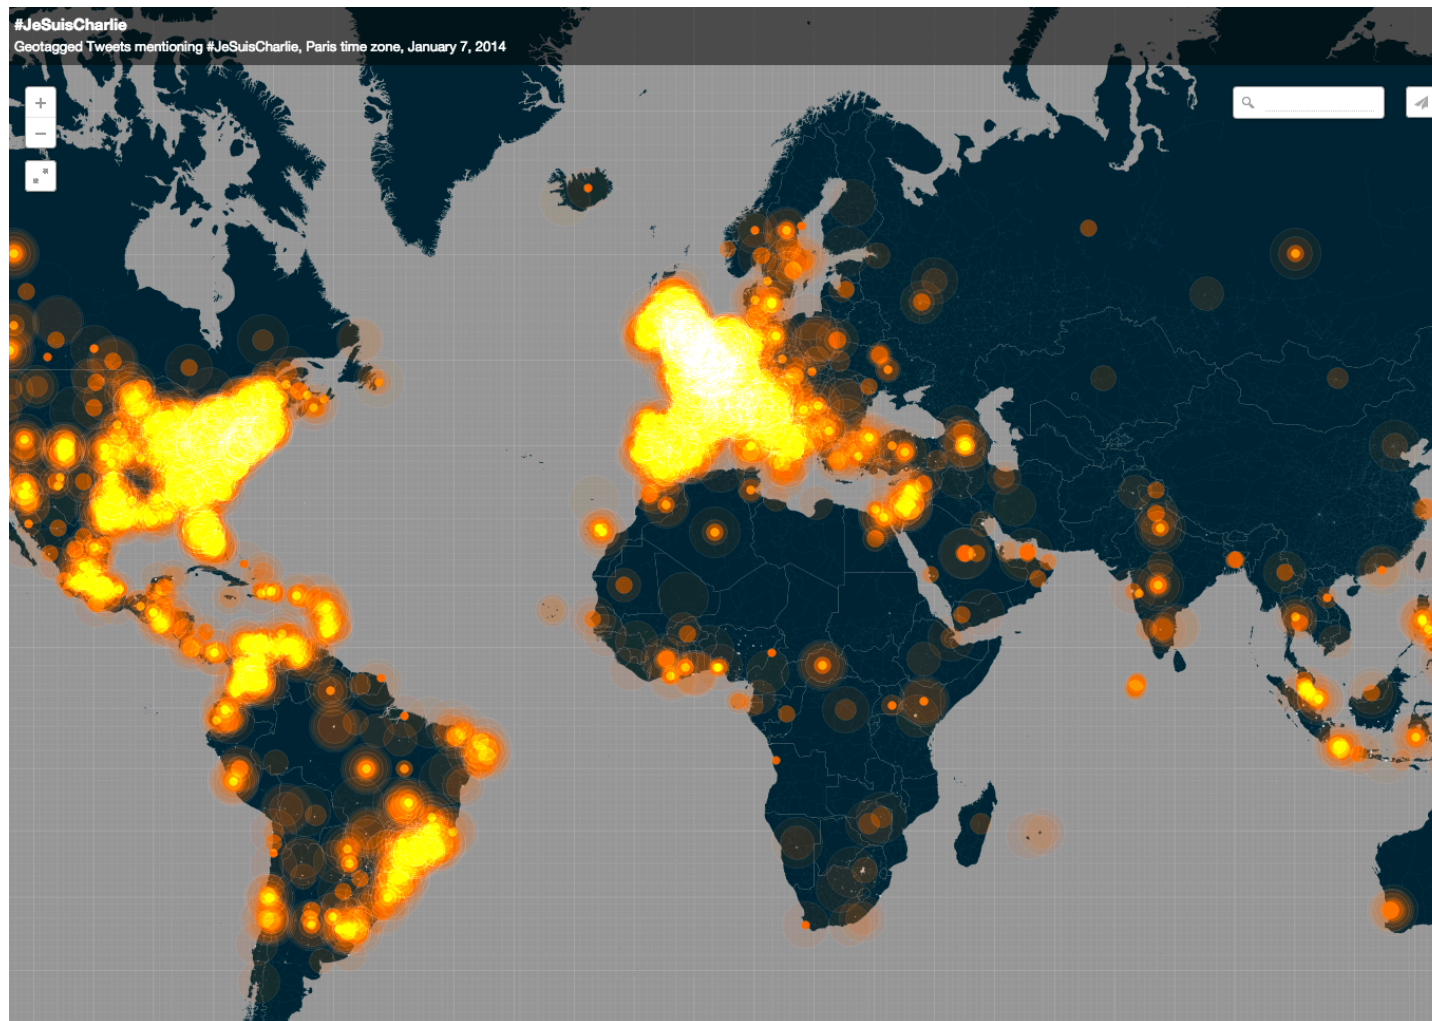 #JeSuisCharlie
Geotagged Tweets mentioning #JeSuisCharlie, Paris time zone, January 7, 2014
+
−